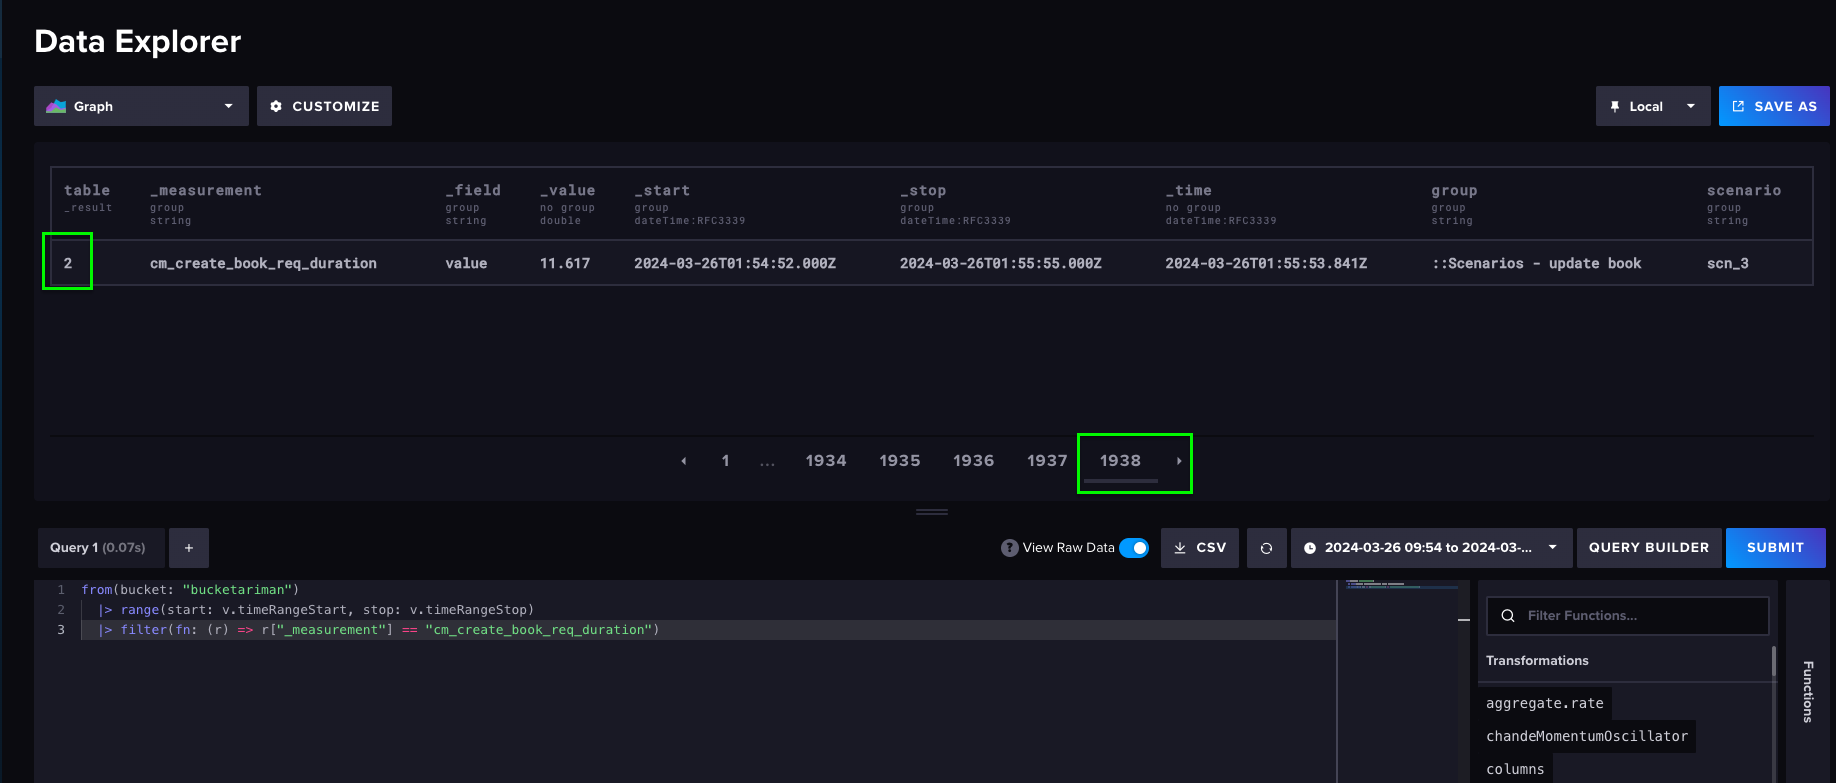 Data Explorer
Graph
CUSTOMIZE
Local
SAVE AS
table _measurement _field _value _start _stop _time group scenario
_result group group no group group group no group group group
string string double dateTime:RFC3339 dateTime:RFC3339 dateTime:RFC3339 string string
2 cm_create_book_req_duration value 11.617 2024-03-26T01:54:52.000Z 2024-03-26T01:55:55.000Z 2024-03-26T01:55:53.841Z ::Scenarios - update book scn_3
1 ... 1934 1935 1936 1937 1938
Query 1 (0.07s)
+
? View Raw Data
CSV
2024-03-26 09:54 to 2024-03-...
QUERY BUILDER
SUBMIT
1 from(bucket: "bucketariman")
2 |> range(start: v.timeRangeStart, stop: v.timeRangeStop)
3 |> filter(fn: (r) => r["_measurement"] == "cm_create_book_req_duration")
Filter Functions...
Transformations
aggregate.rate
chandeMomentumOscillator
columns
Functions